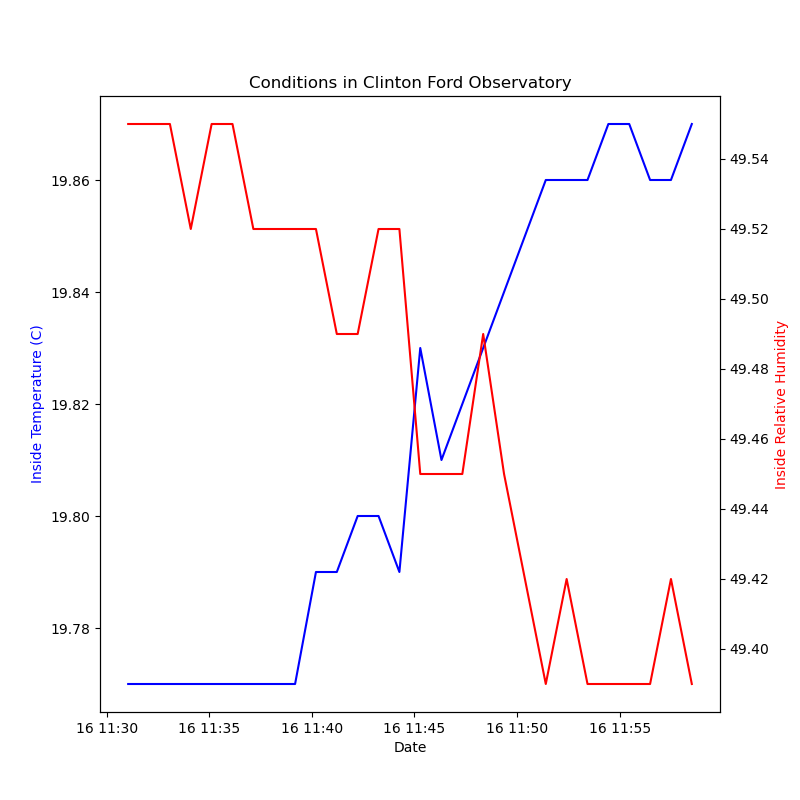 Conditions in Clinton Ford Observatory
Inside Temperature (C)
19.86
19.84
19.82
19.80
19.78
49.54
49.52
49.50
49.48
49.46
49.44
49.42
49.40
Inside Relative Humidity
16 11:30 16 11:35 16 11:40 16 11:45 16 11:50 16 11:55
Date